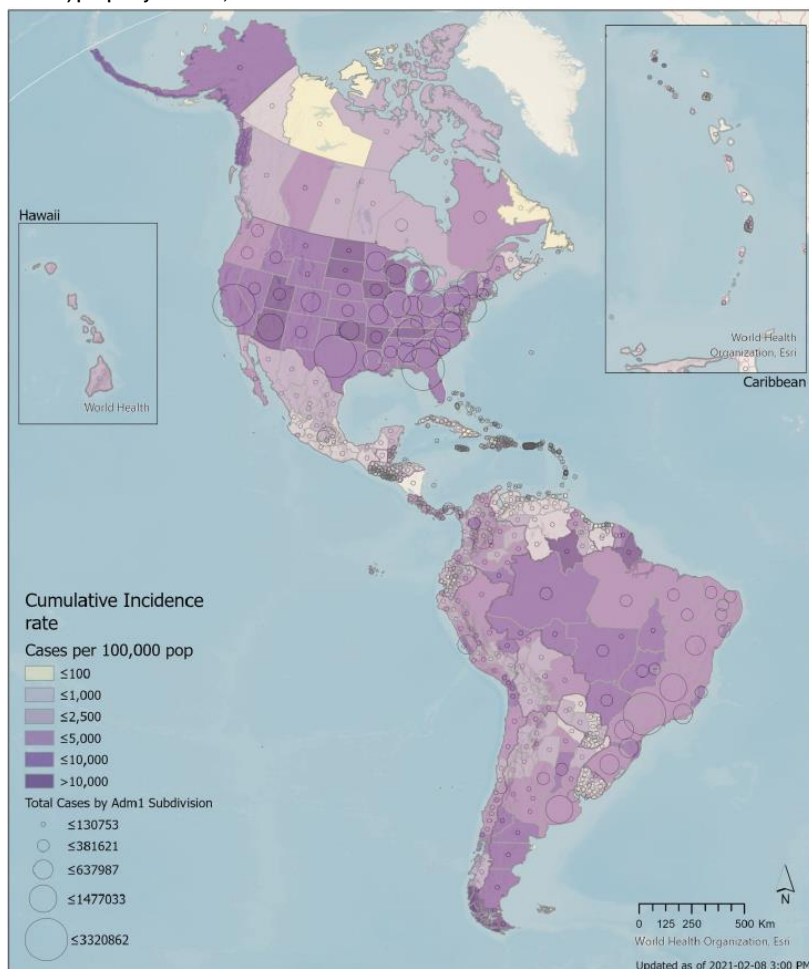 Hawaii
World Health
World Health
Organization, Esri
Caribbean
Cumulative Incidence
rate
Cases per 100,000 pop
≤100
≤1,000
≤2,500
≤5,000
≤10,000
>10,000
Total Cases by Adm1 Subdivision
≤130753
≤381621
≤637987
≤1477033
≤3320862
N
0 125 250 500 Km
World Health Organization, Esri
Updated as of 2021-02-08 3:00 PM